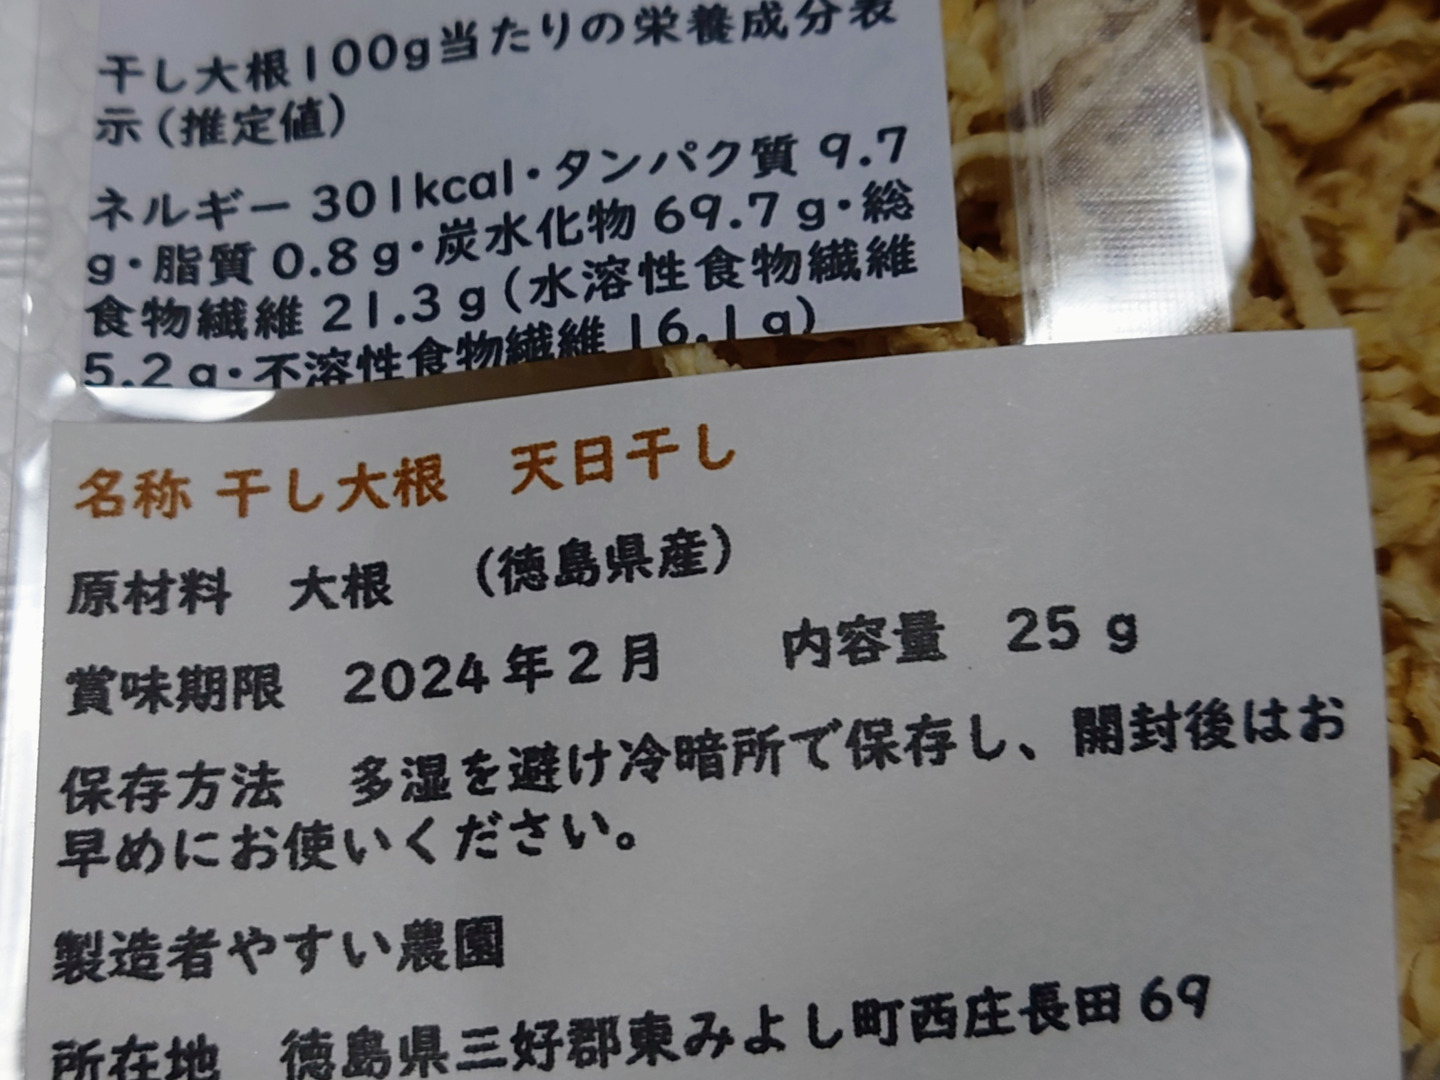 干し大根100g当たりの栄養成分表
示(推定値)
ネルギー 301kcal・タンパク質 9.7
g・脂質 0.8 g・炭水化物 69.7 g・総
食物繊維 21.3 g (水溶性食物繊維
5.2 g・不溶性食物繊維 16.1 g)
名称 干し大根 天日干し
原材料 大根 (徳島県産)
賞味期限 2024年2月 内容量 25 g
保存方法 多湿を避け冷暗所で保存し、開封後はお
早めにお使いください。
製造者やすい農園
所在地 徳島県三好郡東みよし町西庄長田69